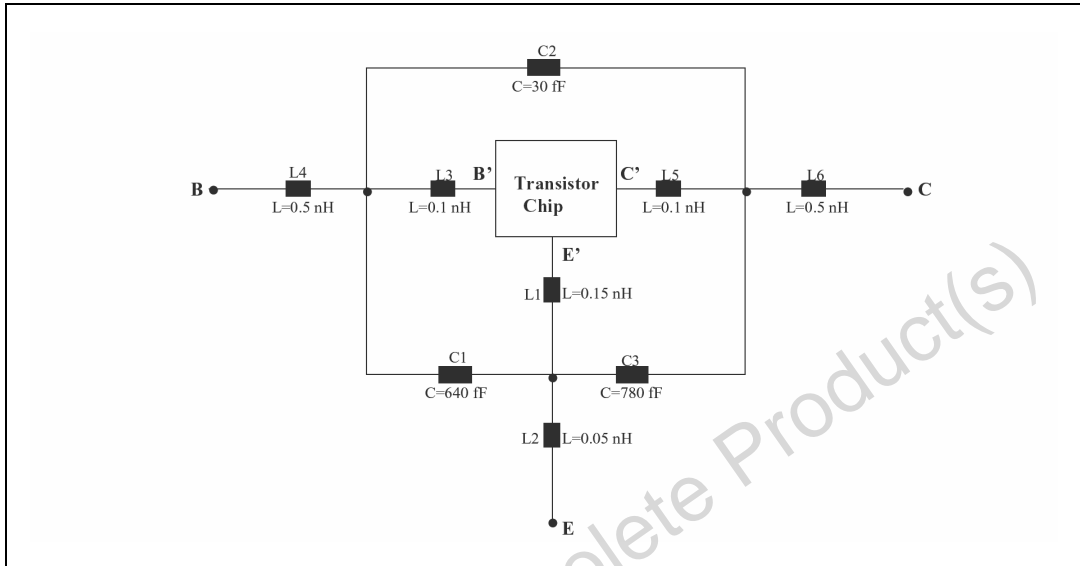 C2
C=30 fF
L4
L3
B’
C’
L5
L6
B
Transistor
Chip
C
L=0.5 nH
L=0.1 nH
L=0.1 nH
L=0.5 nH
E’
L1
L=0.15 nH
C1
C3
C=640 fF
C=780 fF
L2
L=0.05 nH
E
Product(s)